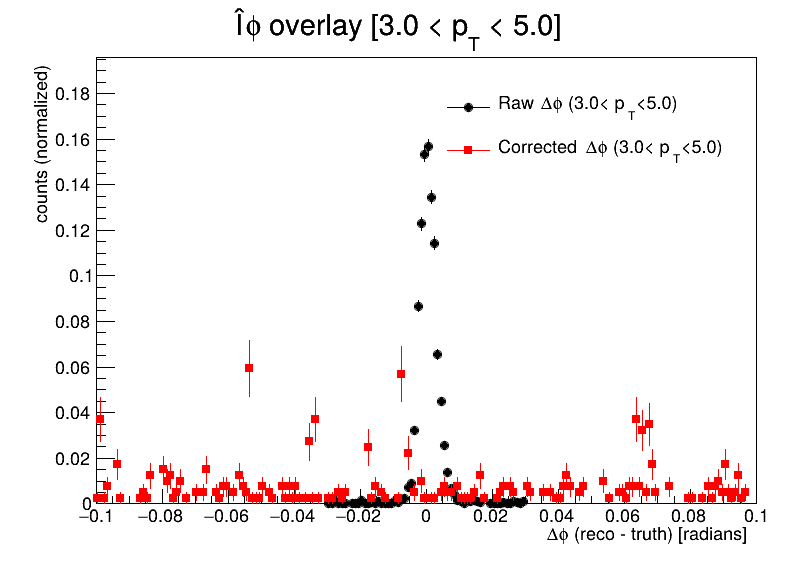 Îϕ overlay [3.0 < p_T < 5.0]
counts (normalized)
0.18
0.16
0.14
0.12
0.1
0.08
0.06
0.04
0.02
0
Raw Δϕ (3.0< p_T<5.0)
Corrected Δϕ (3.0< p_T<5.0)
−0.1 −0.08 −0.06 −0.04 −0.02 0 0.02 0.04 0.06 0.08 0.1
Δϕ (reco - truth) [radians]